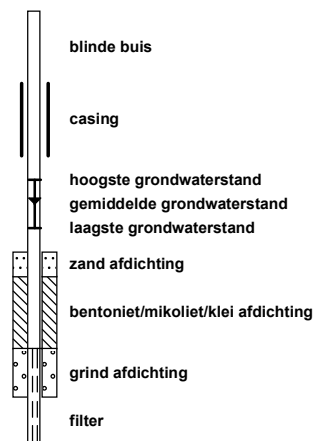 blinde buis
casing
hoogste grondwaterstand
gemiddelde grondwaterstand
laagste grondwaterstand
zand afdichting
bentoniet/mikoliet/klei afdichting
grind afdichting
filter